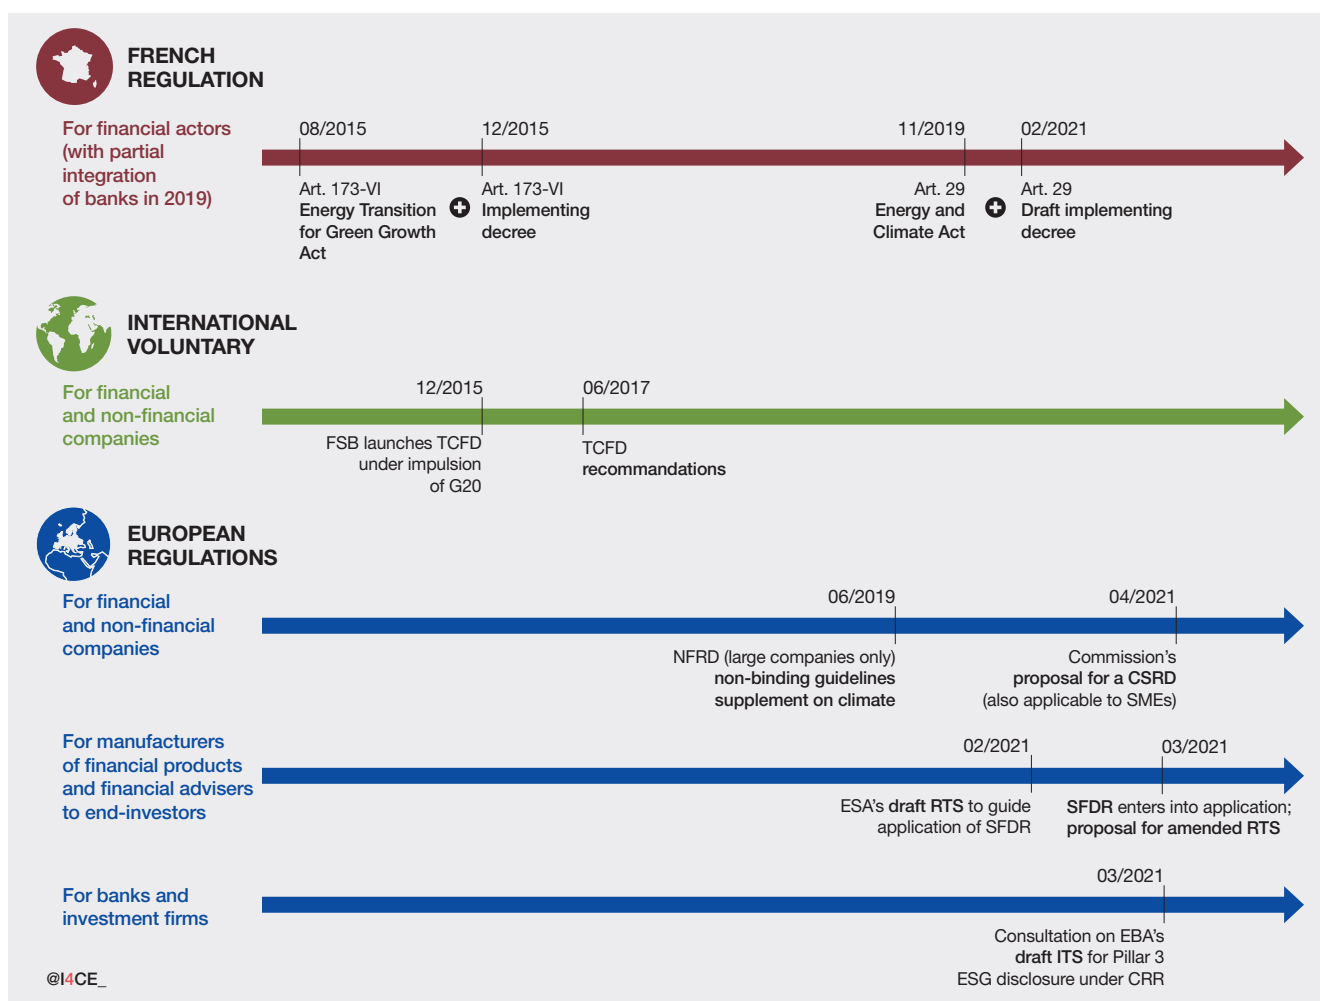 FRENCH
REGULATION
For financial actors
(with partial
integration
of banks in 2019)
08/2015
12/2015
11/2019
02/2021
Art. 173-VI
Energy Transition
for Green Growth
Act
Art. 173-VI
Implementing
decree
Art. 29
Energy and
Climate Act
Art. 29
Draft implementing
decree
INTERNATIONAL
VOLUNTARY
For financial
and non-financial
companies
12/2015
06/2017
FSB launches TCFD
under impulsion
of G20
TCFD
recommandations
EUROPEAN
REGULATIONS
For financial
and non-financial
companies
06/2019
04/2021
NFRD (large companies only)
non-binding guidelines
supplement on climate
Commission's
proposal for a CSRD
(also applicable to SMEs)
For manufacturers
of financial products
and financial advisers
to end-investors
02/2021
03/2021
ESA's draft RTS to guide
application of SFDR
SFDR enters into application;
proposal for amended RTS
For banks and
investment firms
03/2021
Consultation on EBA's
draft ITS for Pillar 3
ESG disclosure under CRR
@I4CE_